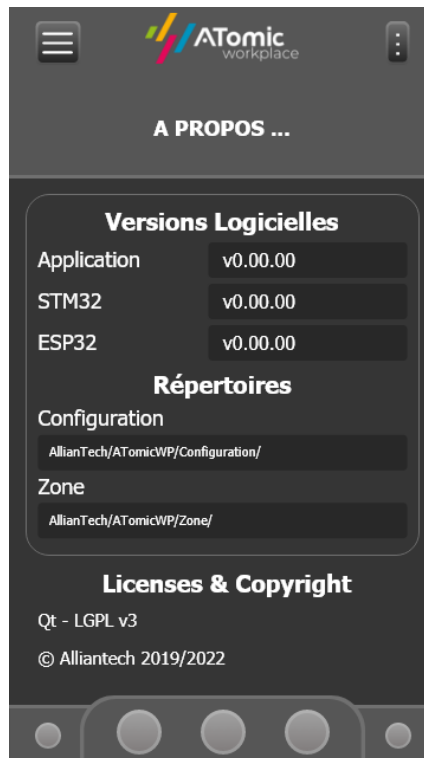 ATomic
workplace
A PROPOS ...
Versions Logicielles
Application v0.00.00
STM32 v0.00.00
ESP32 v0.00.00
Répertoires
Configuration
AllianTech/ATomicWP/Configuration/
Zone
AllianTech/ATomicWP/Zone/
Licenses & Copyright
Qt - LGPL v3
© Alliantech 2019/2022